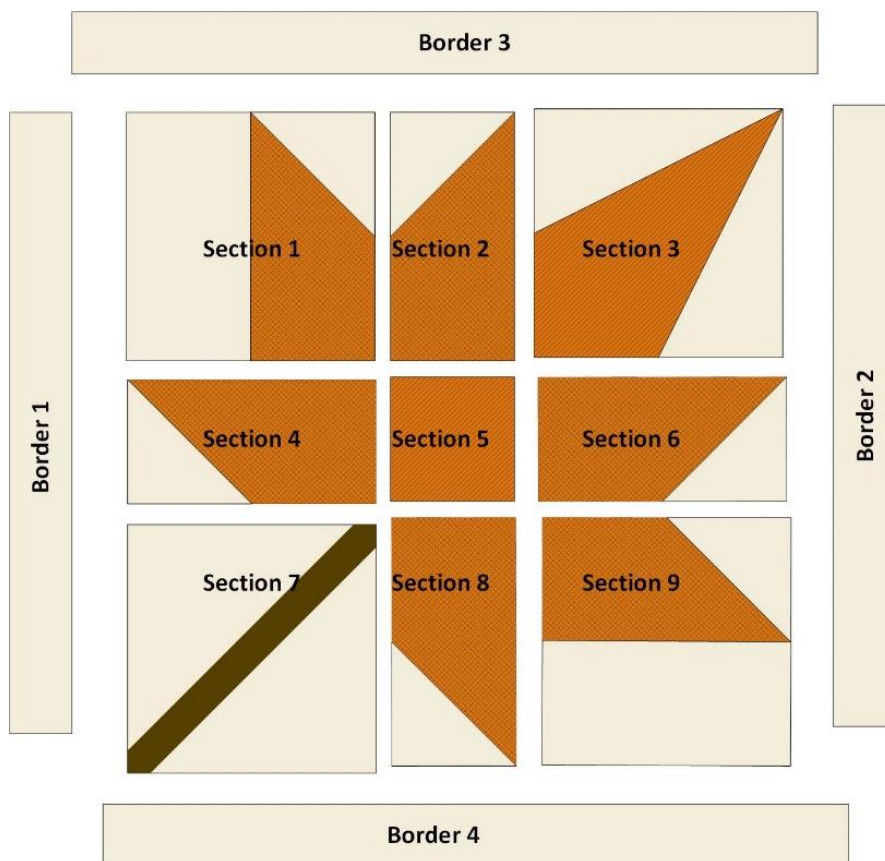 Border 3
Section 1
Section 2
Section 3
Border 1
Section 4
Section 5
Section 6
Border 2
Section 7
Section 8
Section 9
Border 4